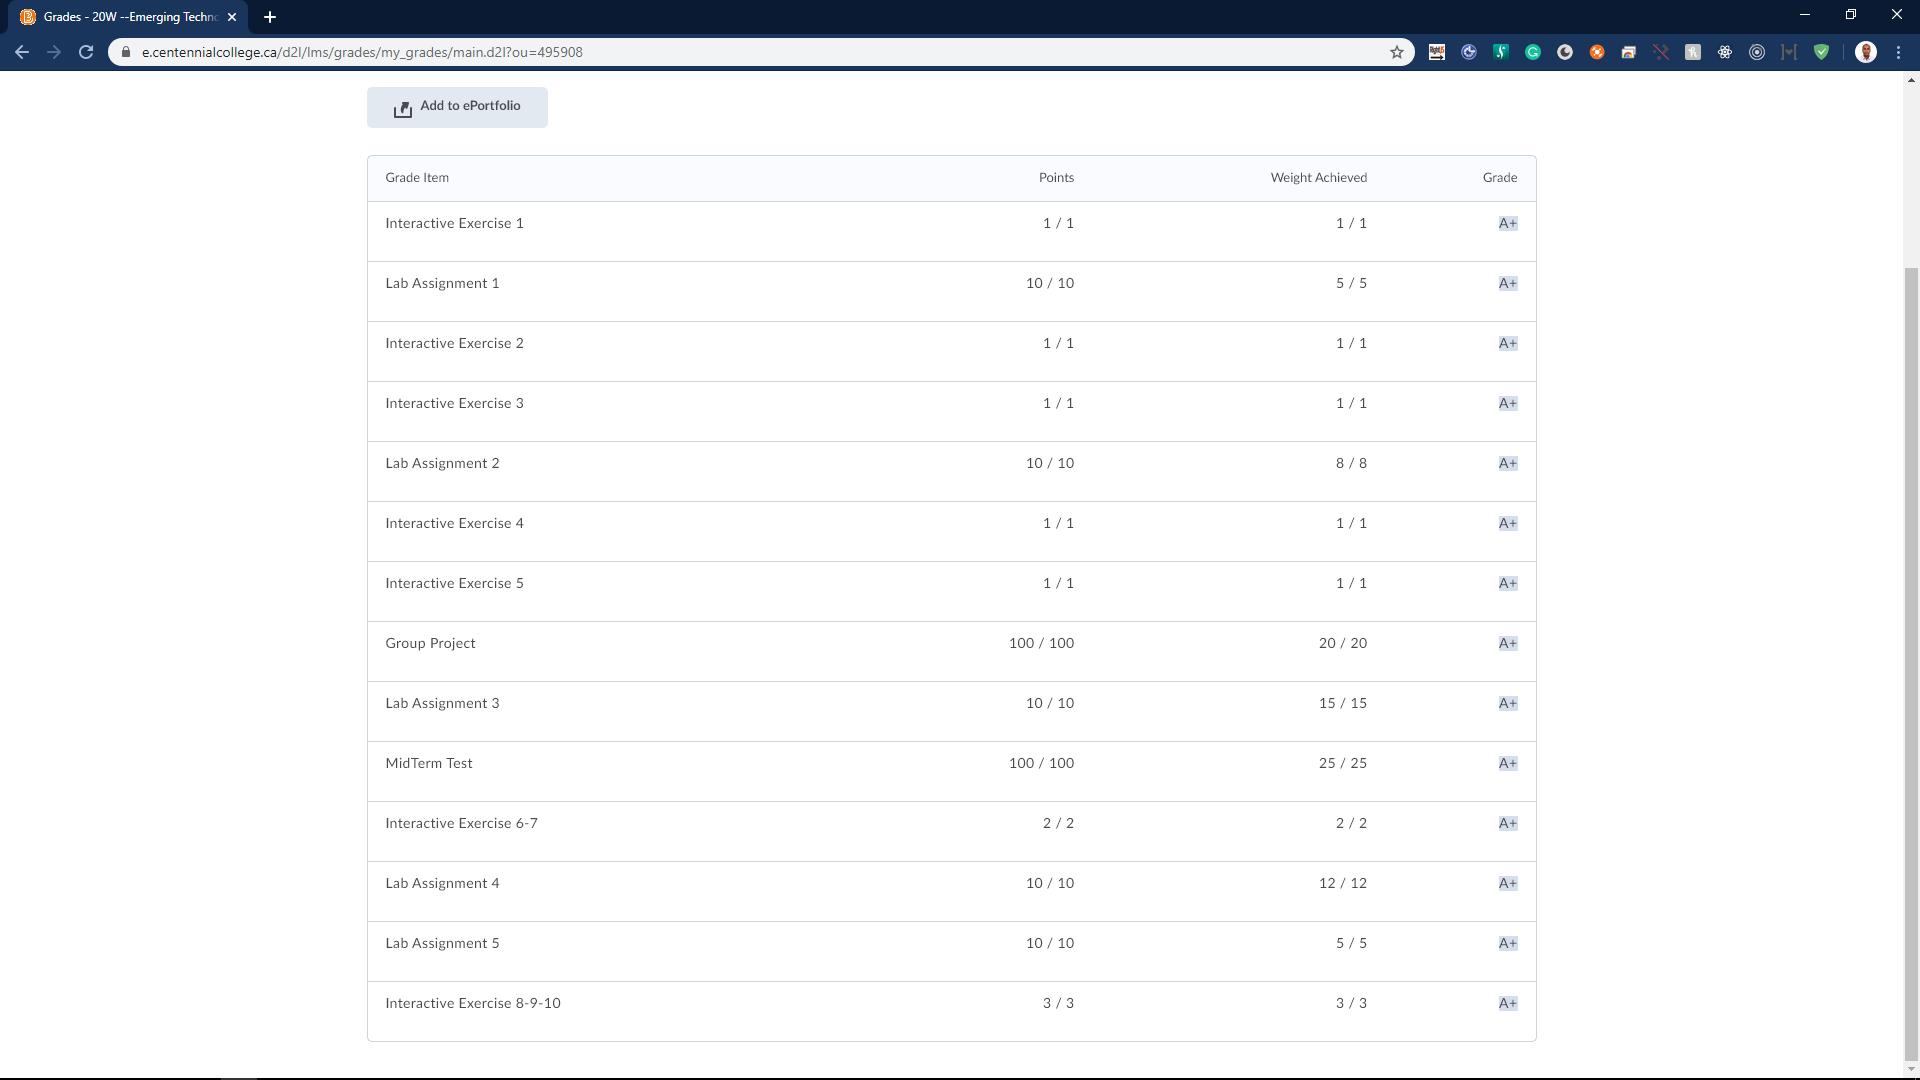 Grades - 20W --Emerging Techn
e.centennialcollege.ca/d2l/lms/grades/my_grades/main.d2l?ou=495908
Add to ePortfolio
Grade Item Points Weight Achieved Grade
Interactive Exercise 1 1 / 1 1 / 1 A+
Lab Assignment 1 10 / 10 5 / 5 A+
Interactive Exercise 2 1 / 1 1 / 1 A+
Interactive Exercise 3 1 / 1 1 / 1 A+
Lab Assignment 2 10 / 10 8 / 8 A+
Interactive Exercise 4 1 / 1 1 / 1 A+
Interactive Exercise 5 1 / 1 1 / 1 A+
Group Project 100 / 100 20 / 20 A+
Lab Assignment 3 10 / 10 15 / 15 A+
MidTerm Test 100 / 100 25 / 25 A+
Interactive Exercise 6-7 2 / 2 2 / 2 A+
Lab Assignment 4 10 / 10 12 / 12 A+
Lab Assignment 5 10 / 10 5 / 5 A+
Interactive Exercise 8-9-10 3 / 3 3 / 3 A+